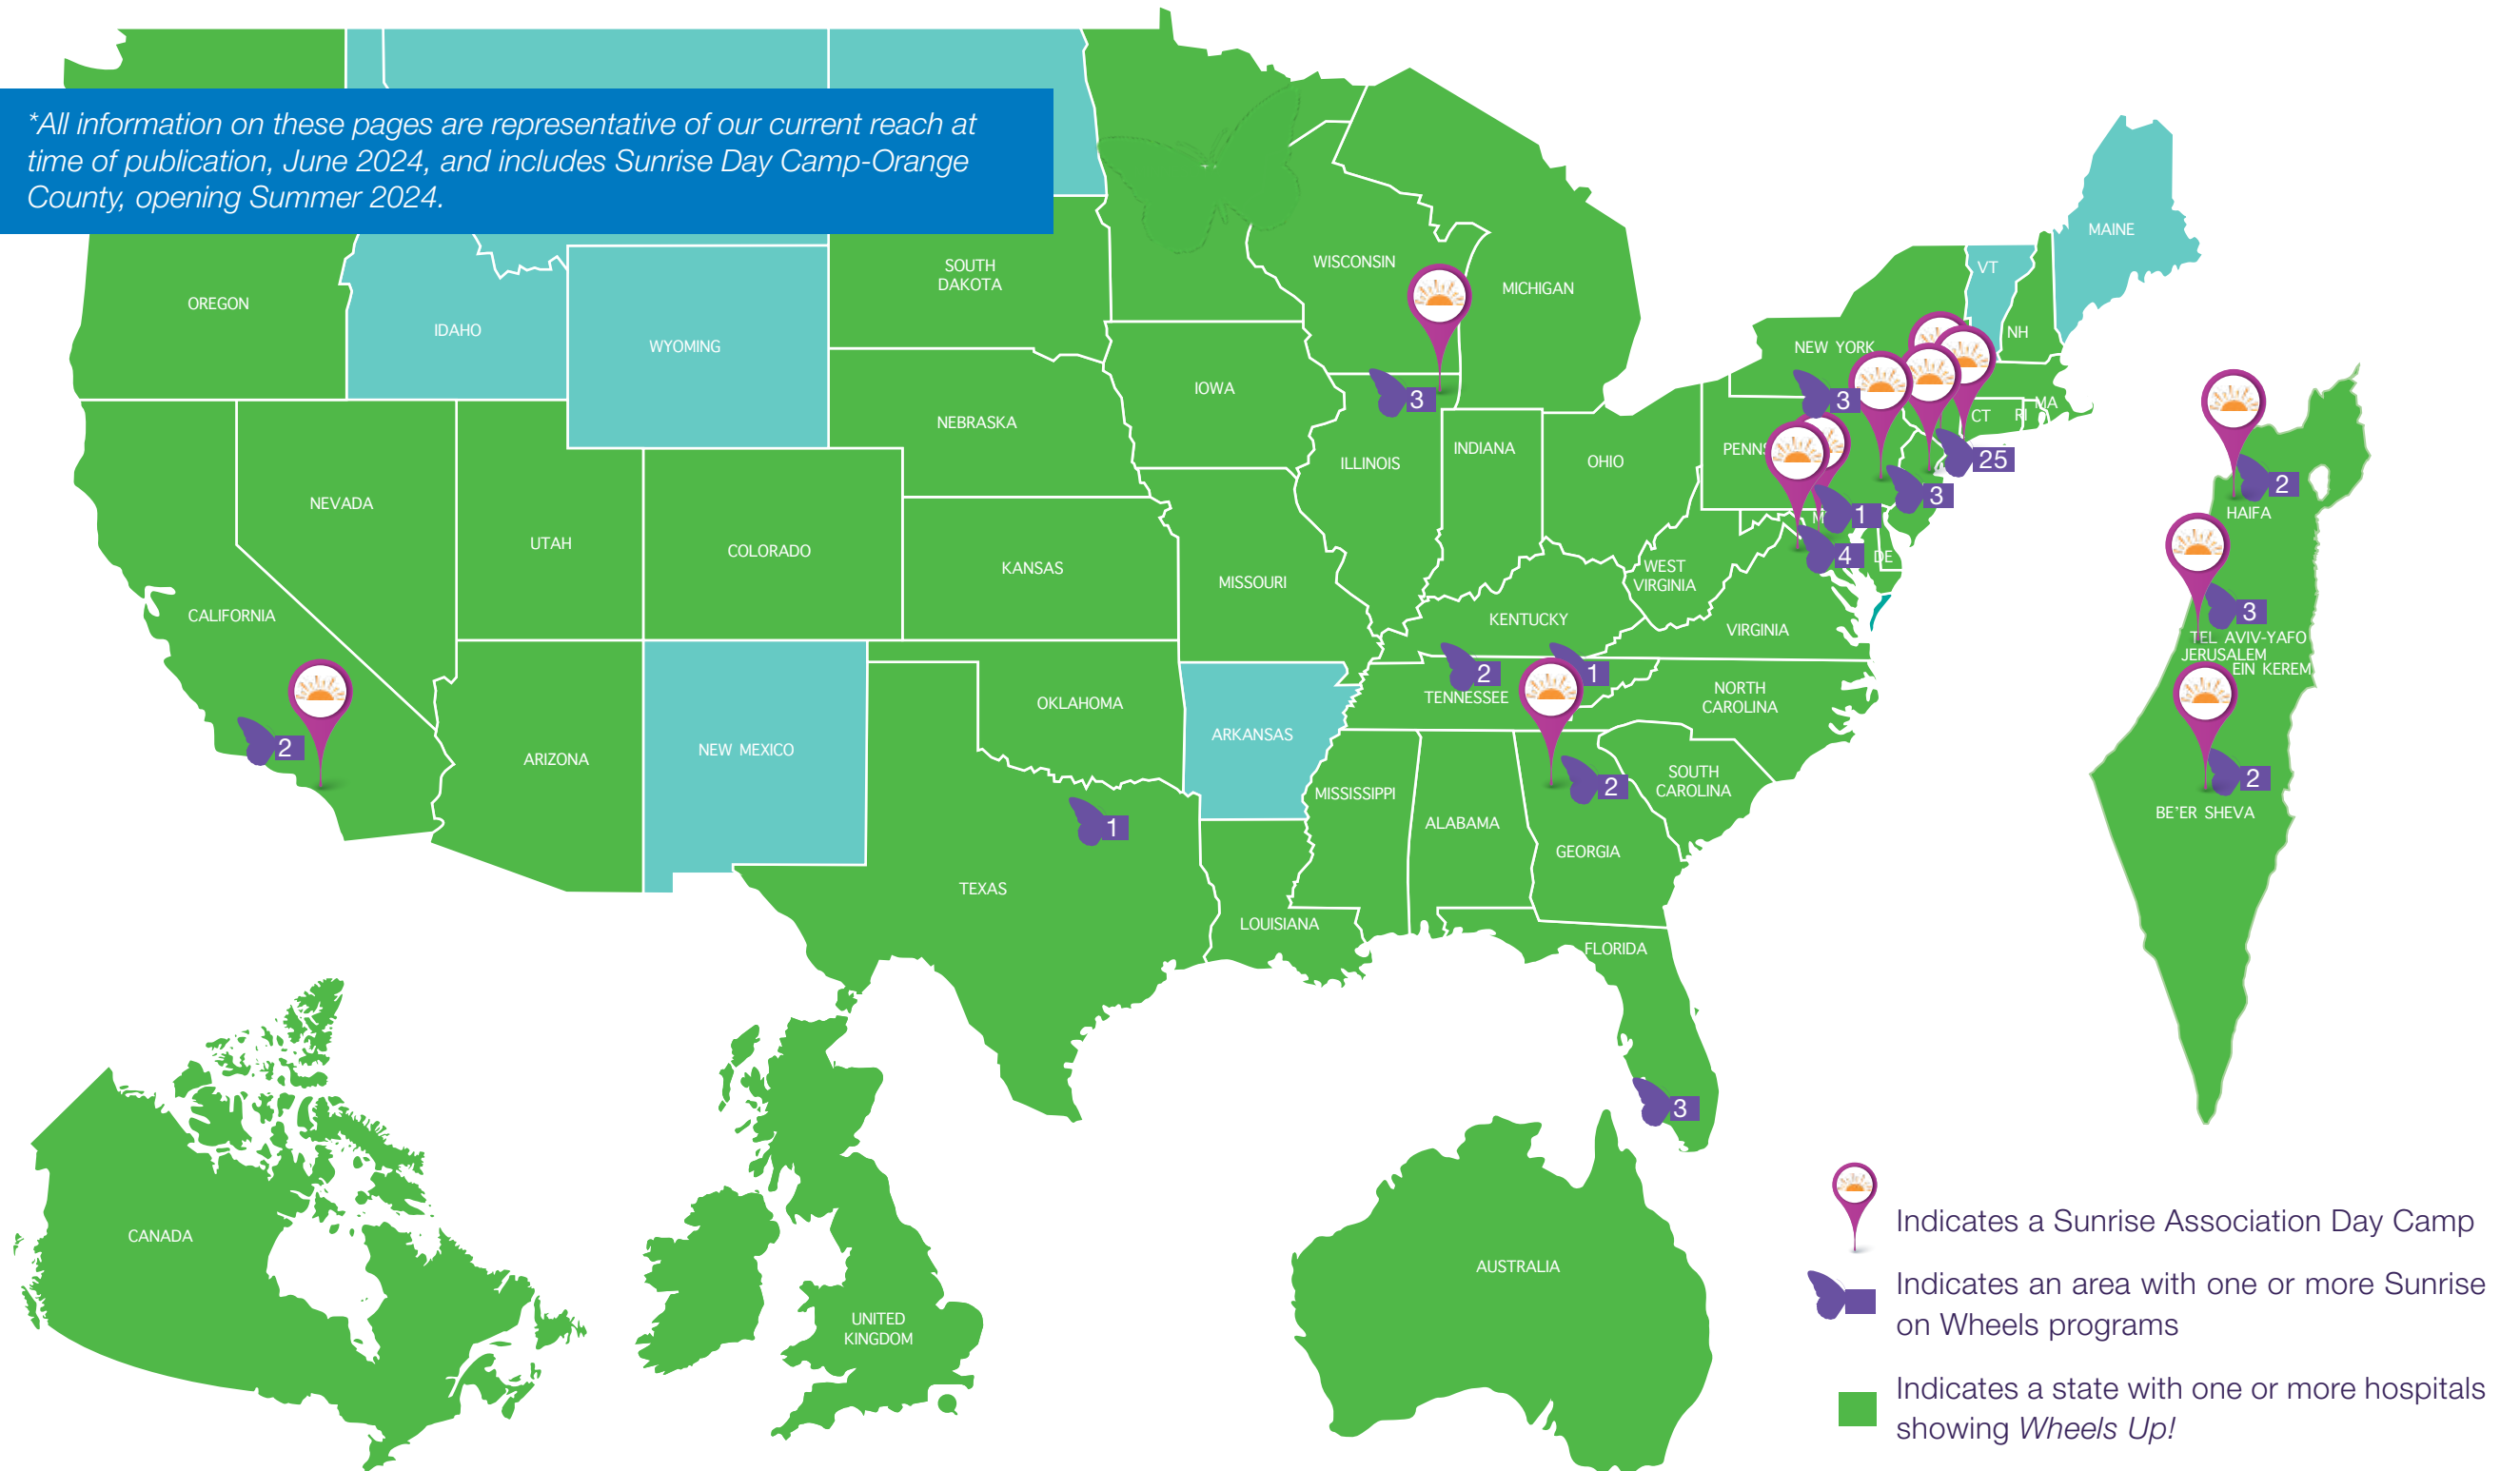 *All information on these pages are representative of our current reach at
time of publication, June 2024, and includes Sunrise Day Camp-Orange
County, opening Summer 2024.
MAINE
VT
WISCONSIN
SOUTH
DAKOTA
MICHIGAN
OREGON
IDAHO
NH
WYOMING
NEW YORK
IOWA
3
3
MA
CT
RI
NEBRASKA
INDIANA
OHIO
ILLINOIS
PENNS
25
2
NEVADA
3
HAIFA
1
UTAH
COLORADO
4
DE
KANSAS
WEST
VIRGINIA
MISSOURI
3
CALIFORNIA
KENTUCKY
VIRGINIA
TEL AVIV-YAFO
JERUSALEM
EIN KEREM
2
1
TENNESSEE
NORTH
CAROLINA
OKLAHOMA
ARKANSAS
2
NEW MEXICO
ARIZONA
SOUTH
CAROLINA
2
2
MISSISSIPPI
BE'ER SHEVA
1
ALABAMA
GEORGIA
TEXAS
LOUISIANA
FLORIDA
3
CANADA
UNITED
KINGDOM
AUSTRALIA
Indicates a Sunrise Association Day Camp
Indicates an area with one or more Sunrise
on Wheels programs
Indicates a state with one or more hospitals
showing Wheels Up!